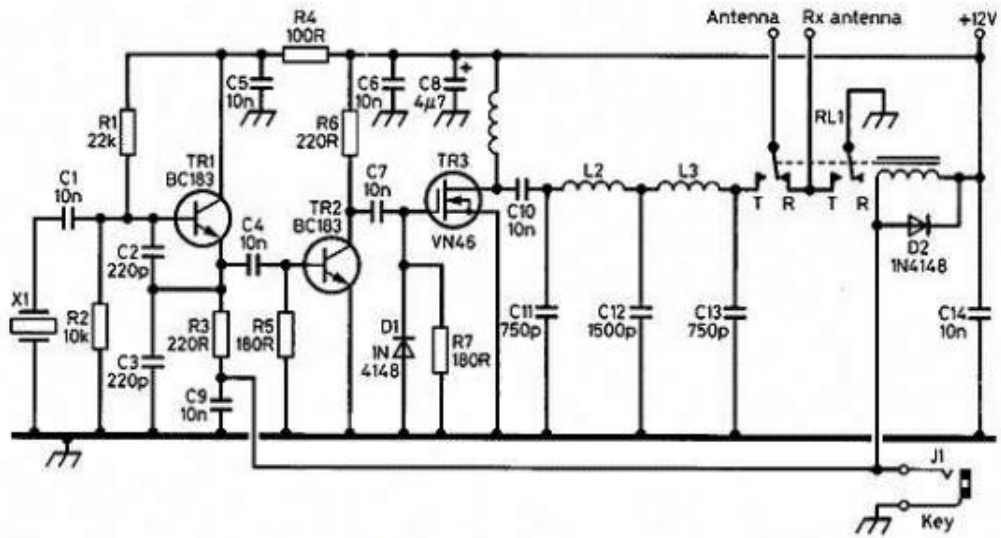 Antenna
Rx antenna
+12V
R4
100R
C5
10n
C6
10n
C8
4µ7
+
R1
22k
R6
220R
RL1
TR1
BC183
C1
10n
C7
10n
TR3
VN46
L2
L3
T
R
T
R
C10
10n
TR2
BC183
C4
10n
C2
220p
D2
1N4148
X1
R2
10k
R3
220R
R5
180R
D1
1N
4148
R7
180R
C11
750p
C12
1500p
C13
750p
C14
10n
C3
220p
C9
10n
J1
Key